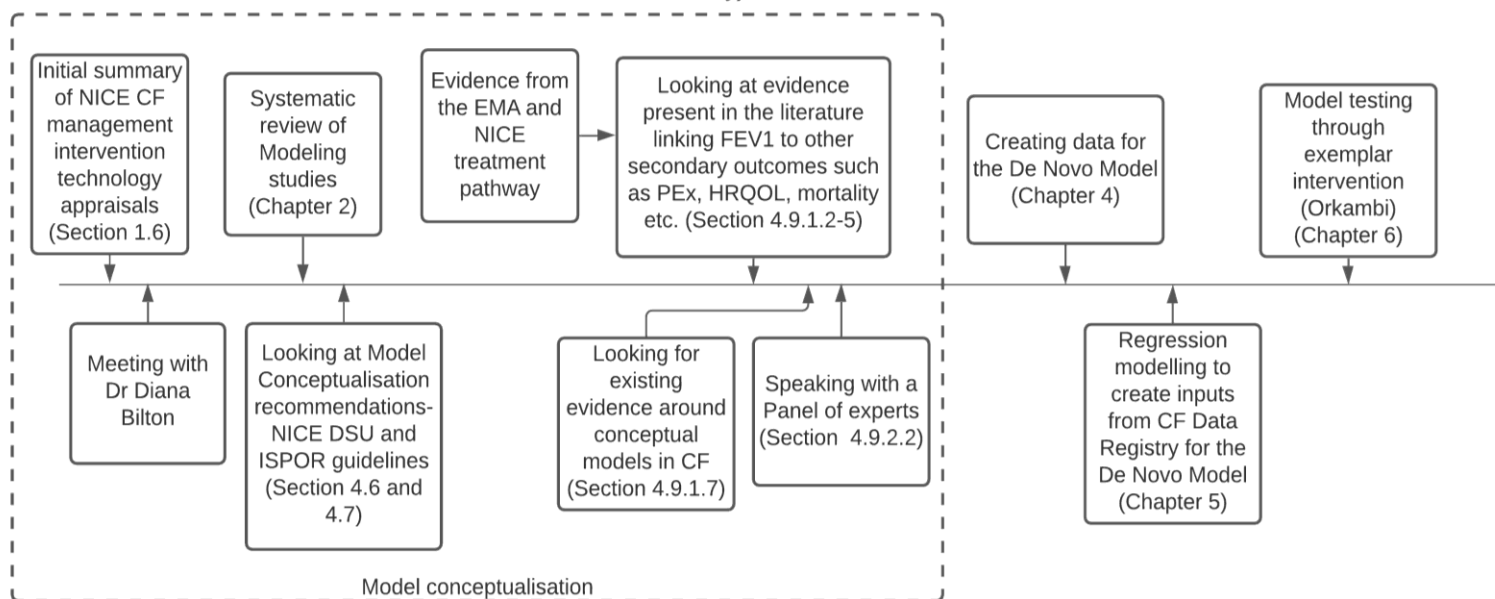 Initial summary
of NICE CF
management
intervention
technology
appraisals
(Section 1.6)
Systematic
review of
Modeling
studies
(Chapter 2)
Evidence from
the EMA and
NICE
treatment
pathway
Looking at evidence
present in the literature
linking FEV1 to other
secondary outcomes such
as PEx, HRQOL, mortality
etc. (Section 4.9.1.2-5)
Creating data for
the De Novo Model
(Chapter 4)
Model testing
through
exemplar
intervention
(Orkambi)
(Chapter 6)
Meeting with
Dr Diana
Bilton
Looking at Model
Conceptualisation
recommendations-
NICE DSU and
ISPOR guidelines
(Section 4.6 and
4.7)
Looking for
existing
evidence around
conceptual
models in CF
(Section 4.9.1.7)
Speaking with a
Panel of experts
(Section 4.9.2.2)
Regression
modelling to
create inputs
from CF Data
Registry for the
De Novo Model
(Chapter 5)
Model conceptualisation